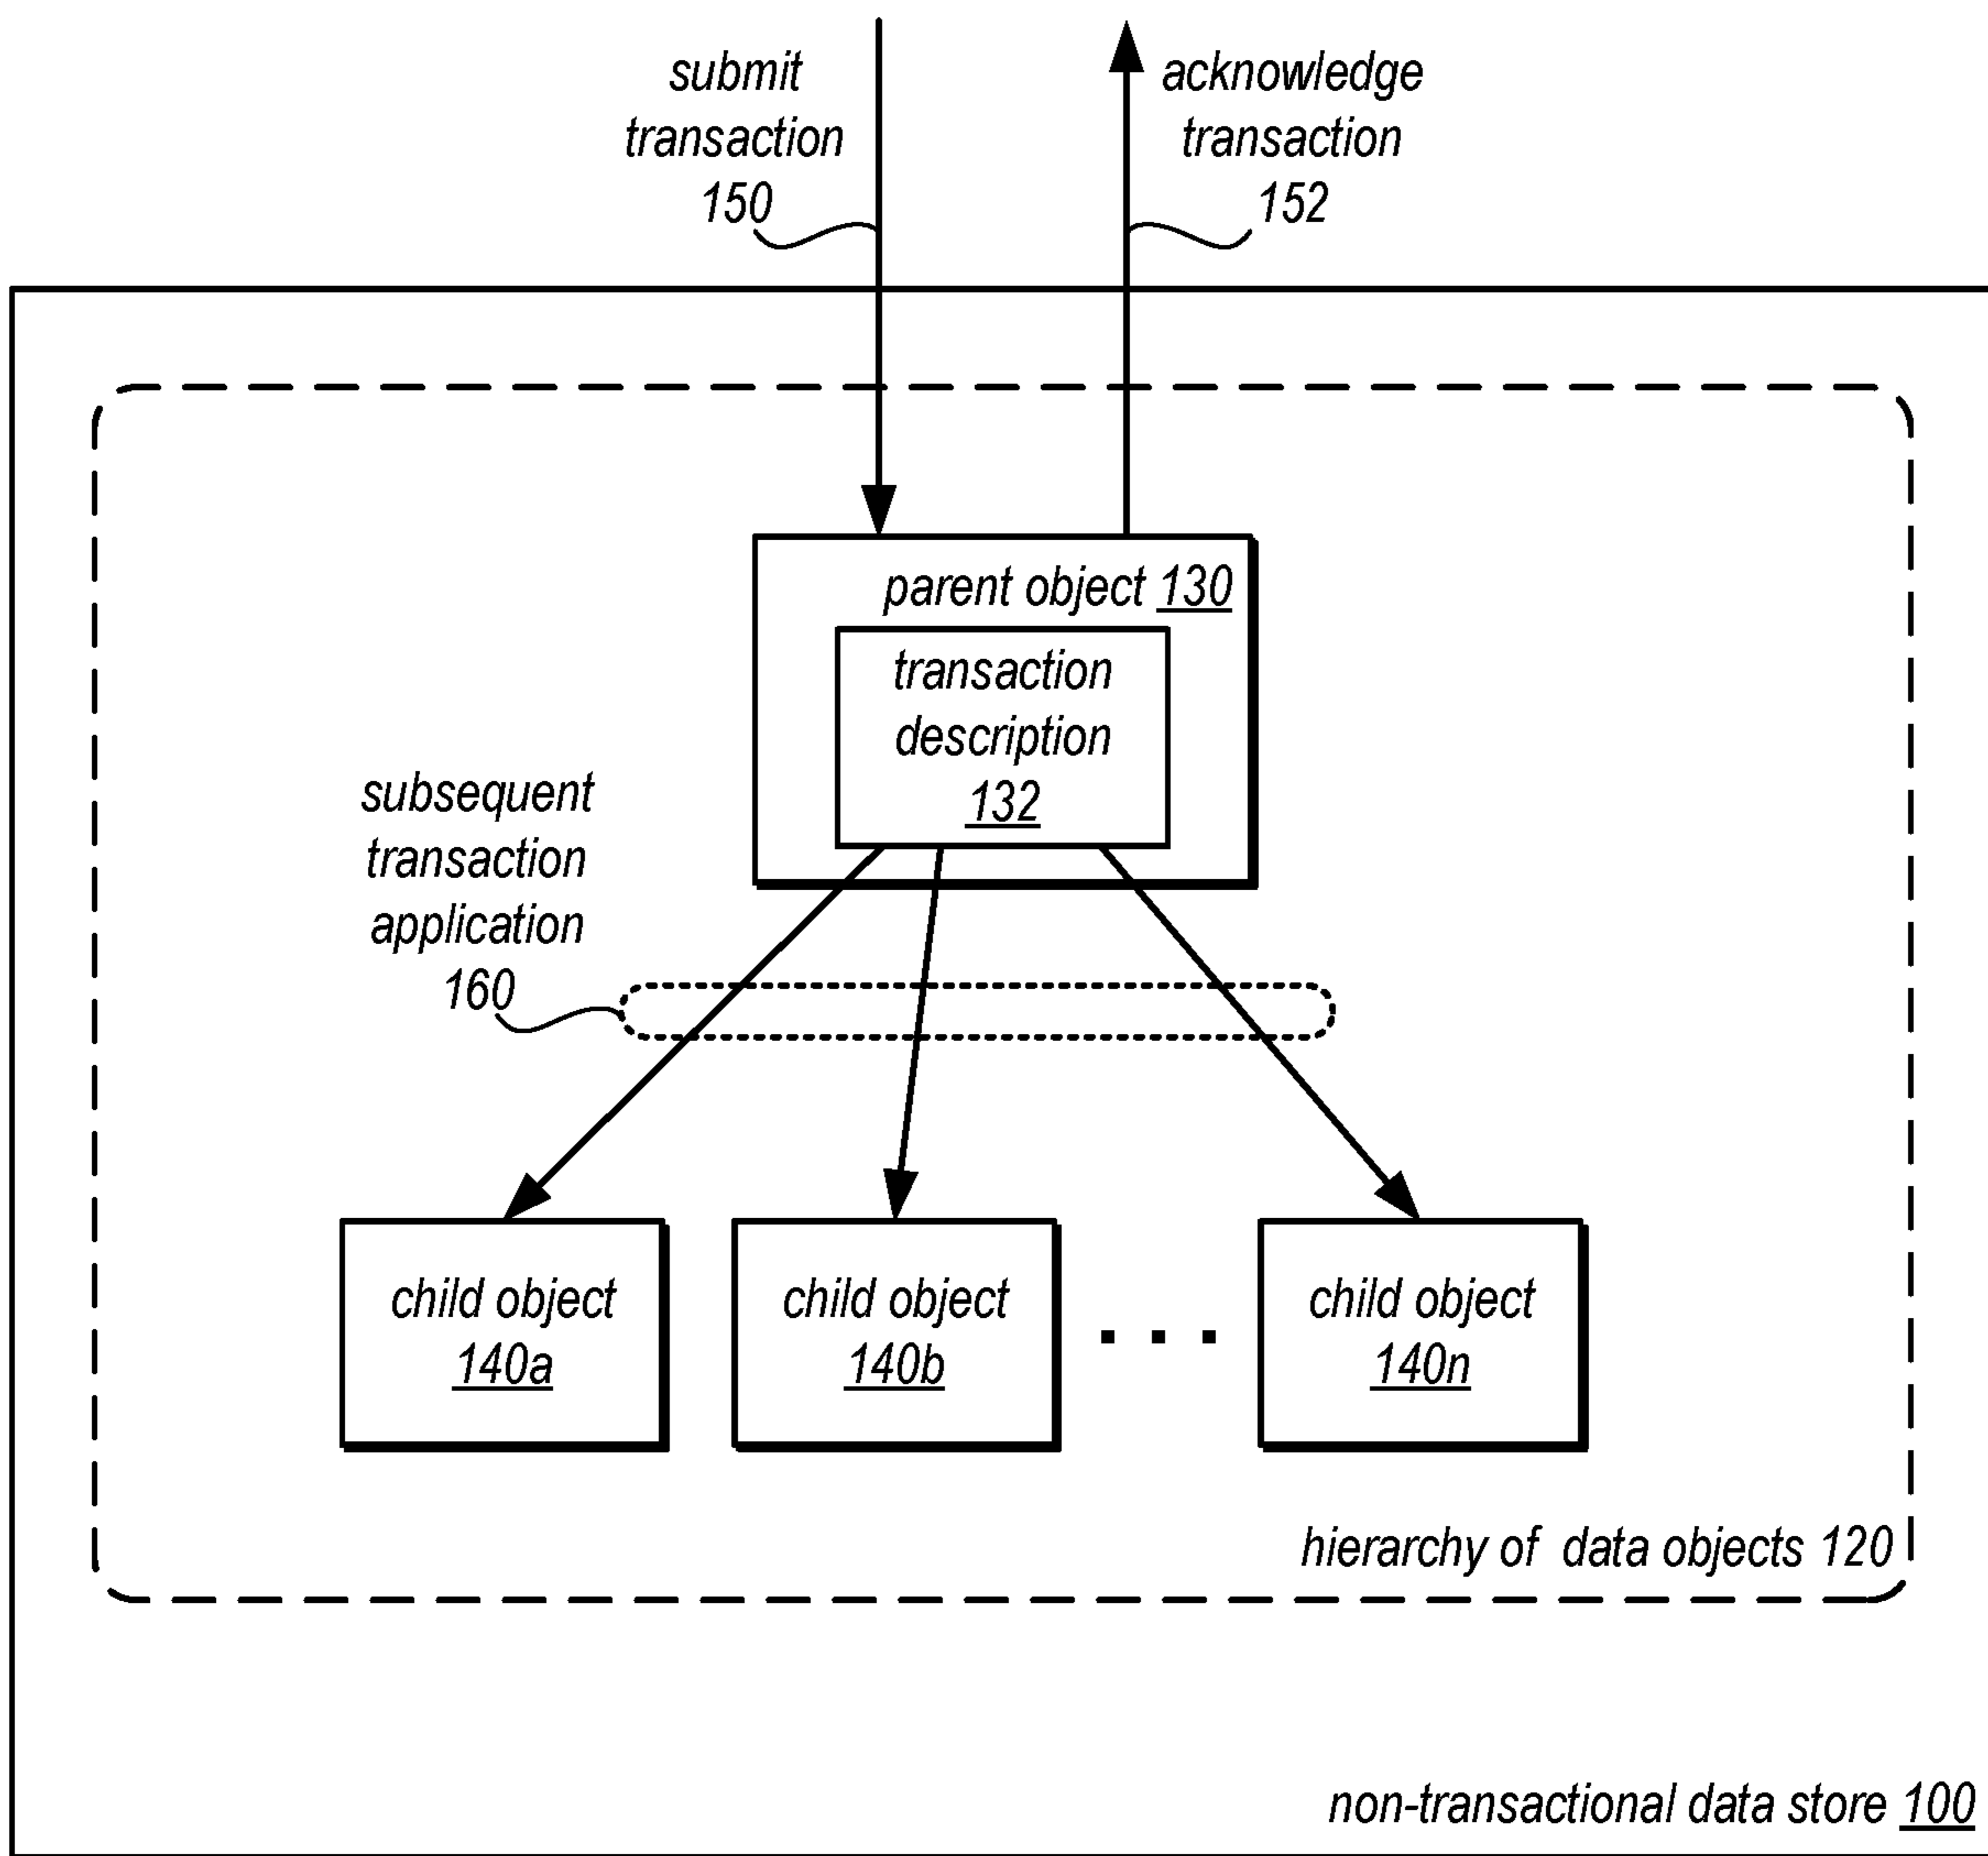 submit
transaction
150
acknowledge
transaction
152
parent object 130
transaction
description
132
subsequent
transaction
application
160
child object
140a
child object
140b
. . .
child object
140n
hierarchy of data objects 120
non-transactional data store 100